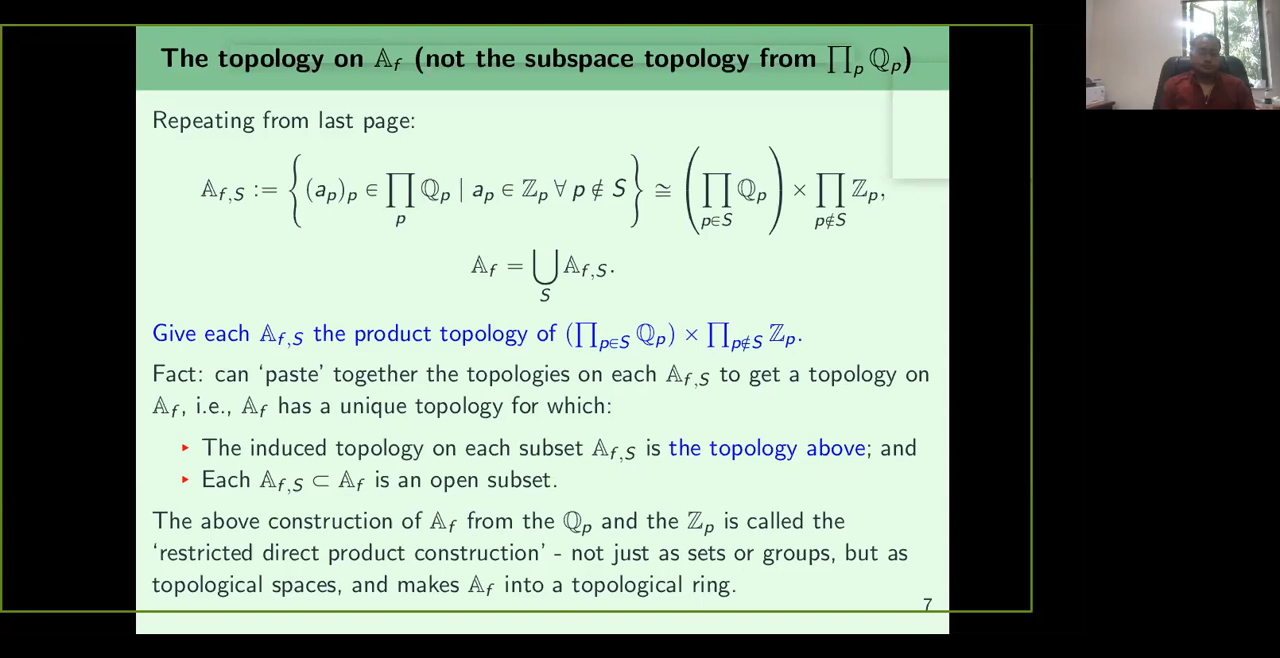 The topology on 𝔸_f (not the subspace topology from ∏_p ℚ_p)
Repeating from last page:
𝔸_{f,S} := { (a_p)_p ∈ ∏_p ℚ_p | a_p ∈ ℤ_p ∀ p ∉ S } ≅ ( ∏_{p∈S} ℚ_p ) × ∏_{p∉S} ℤ_p,
𝔸_f = ⋃_S 𝔸_{f,S}.
Give each 𝔸_{f,S} the product topology of (∏_{p∈S} ℚ_p) × ∏_{p∉S} ℤ_p.
Fact: can ‘paste’ together the topologies on each 𝔸_{f,S} to get a topology on
𝔸_f, i.e., 𝔸_f has a unique topology for which:
‣ The induced topology on each subset 𝔸_{f,S} is the topology above; and
‣ Each 𝔸_{f,S} ⊂ 𝔸_f is an open subset.
The above construction of 𝔸_f from the ℚ_p and the ℤ_p is called the
‘restricted direct product construction’ - not just as sets or groups, but as
topological spaces, and makes 𝔸_f into a topological ring.
7